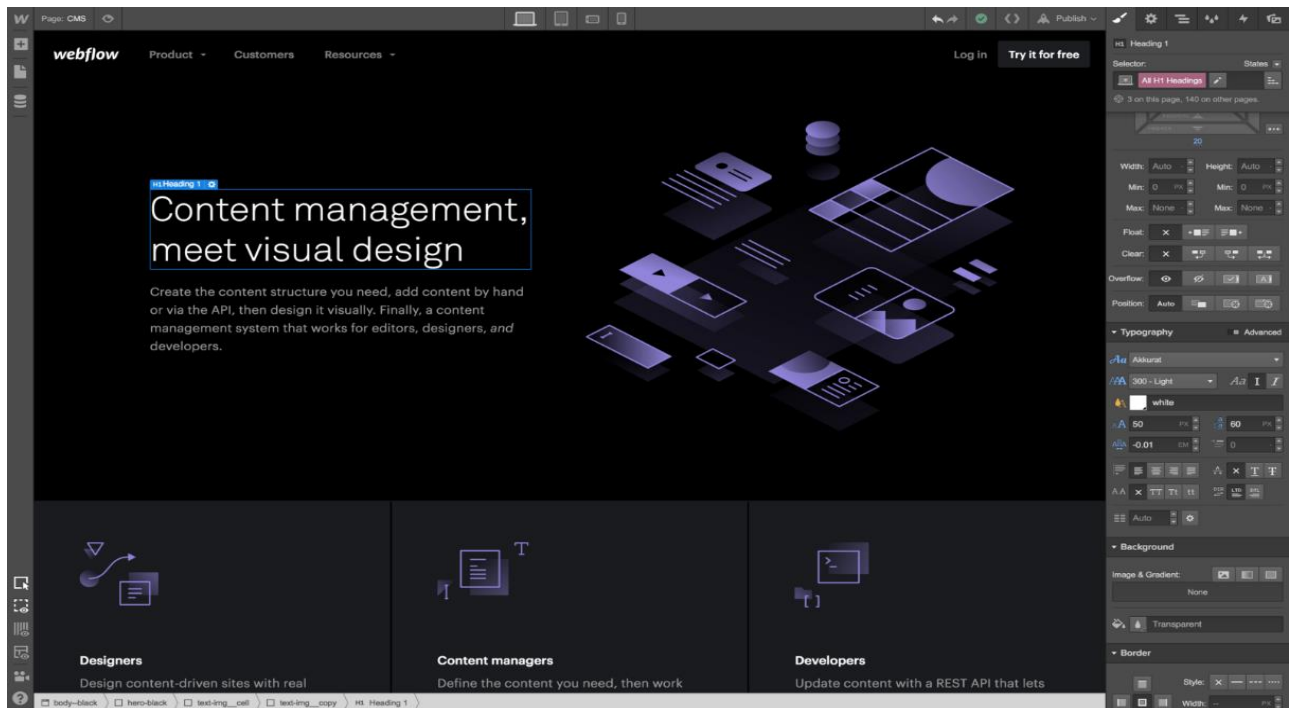 Page: CMS
Publish
webflow
Product
Customers
Resources
Log in
Try it for free
H1 Heading 1
Content management,
meet visual design
Create the content structure you need, add content by hand
or via the API, then design it visually. Finally, a content
management system that works for editors, designers, and
developers.
Designers
Design content-driven sites with real
Content managers
Define the content you need, then work
Developers
Update content with a REST API that lets
body--black
hero-black
text-img__cell
text-img__copy
H1 Heading 1
H1 Heading 1
Selector:
States
All H1 Headings
3 on this page, 140 on other pages.
20
Width: Auto Height: Auto
Min: 0 PX Min: 0 PX
Max: None Max: None
Float:
Clear:
Overflow:
Position: Auto
Typography
Advanced
Akkurat
300 - Light
white
50 PX 60 PX
-0.01 0
Auto
Background
Image & Gradient:
None
Transparent
Border
Style:
Width: